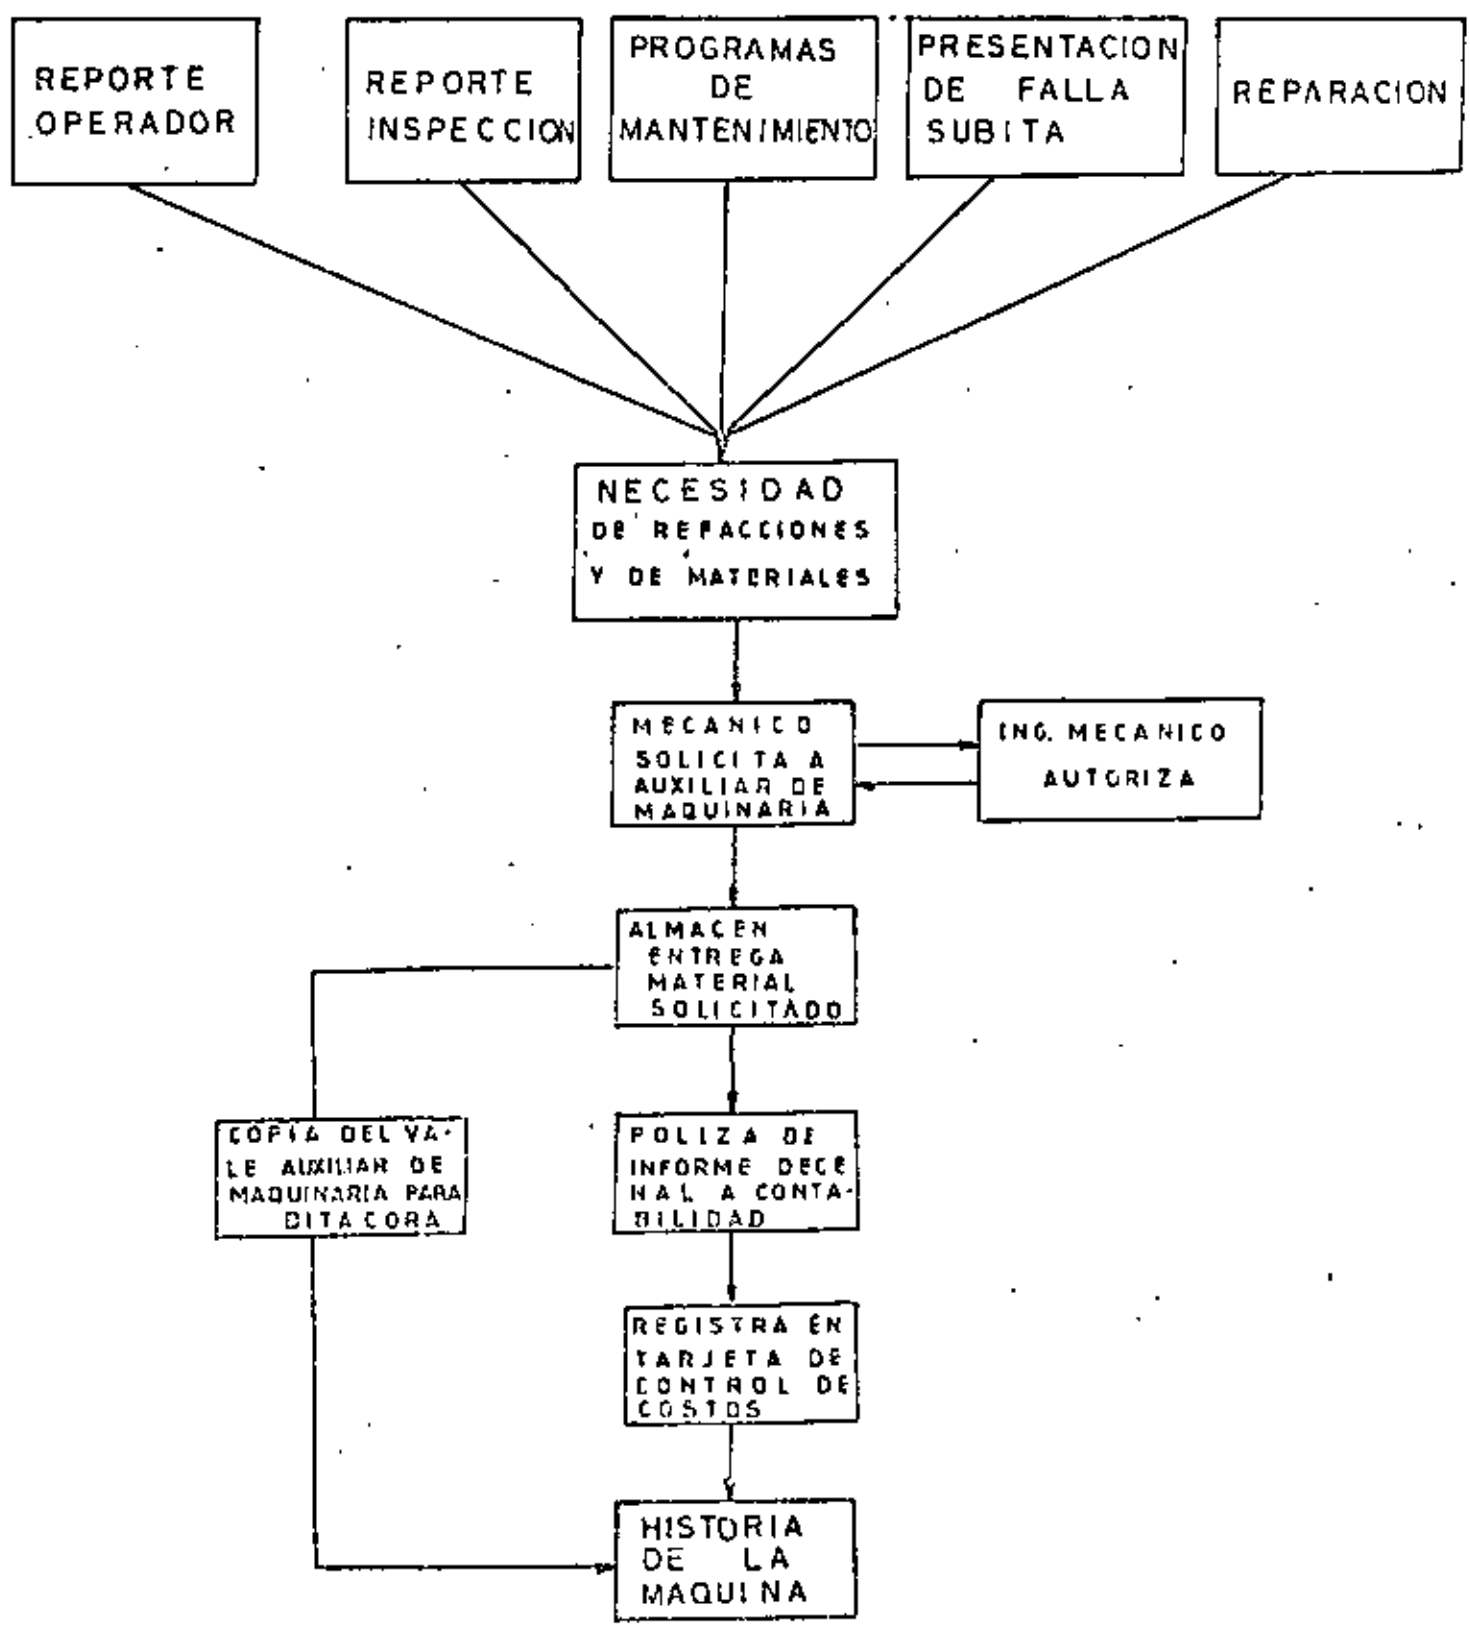 REPORTE
OPERADOR
REPORTE
INSPECCION
PROGRAMAS
DE
MANTENIMIENTO
PRESENTACION
DE FALLA
SUBITA
REPARACION
NECESIDAD
DE REFACCIONES
Y DE MATERIALES
MECANICO
SOLICITA A
AUXILIAR DE
MAQUINARIA
ING. MECANICO
AUTORIZA
ALMACEN
ENTREGA
MATERIAL
SOLICITADO
COPIA DEL VA-
LE AUXILIAR DE
MAQUINARIA PARA
BITACORA
POLIZA DE
INFORME DECE
NAL A CONTA-
BILIDAD
REGISTRA EN
TARJETA DE
CONTROL DE
COSTOS
HISTORIA
DE LA
MAQUINA